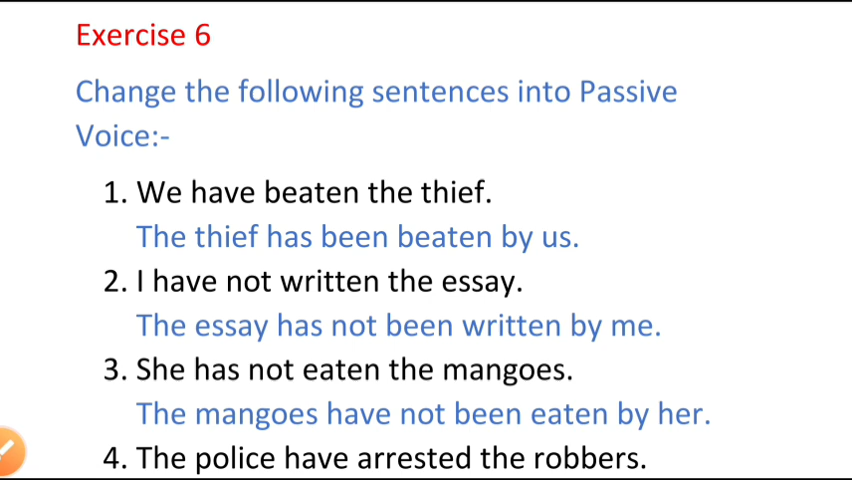 Exercise 6
Change the following sentences into Passive
Voice:-
1. We have beaten the thief.
The thief has been beaten by us.
2. I have not written the essay.
The essay has not been written by me.
3. She has not eaten the mangoes.
The mangoes have not been eaten by her.
4. The police have arrested the robbers.